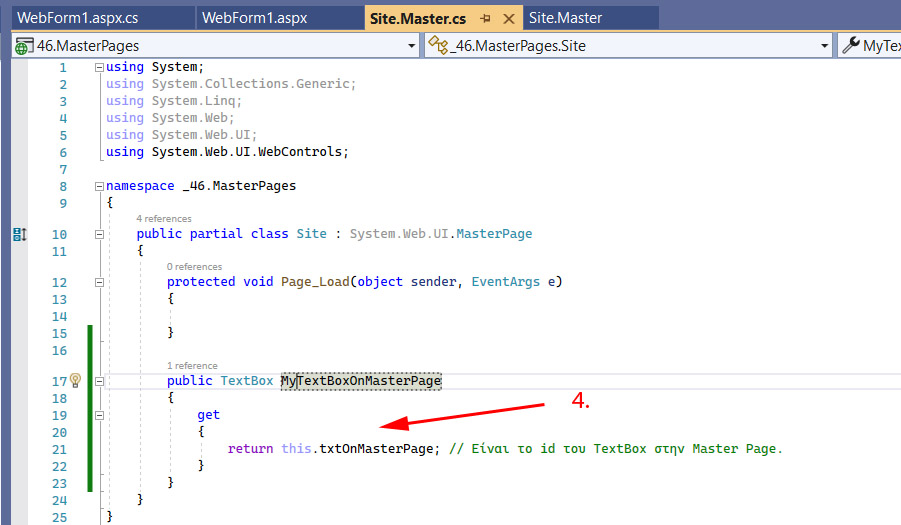 WebForm1.aspx.cs WebForm1.aspx Site.Master.cs Site.Master
46.MasterPages _46.MasterPages.Site MyTex
1 using System;
2 using System.Collections.Generic;
3 using System.Linq;
4 using System.Web;
5 using System.Web.UI;
6 using System.Web.UI.WebControls;
7
8 namespace _46.MasterPages
9 {
4 references
10 public partial class Site : System.Web.UI.MasterPage
11 {
0 references
12 protected void Page_Load(object sender, EventArgs e)
13 {
14
15 }
16
1 reference
17 public TextBox MyTextBoxOnMasterPage
18 {
19 get
4.
20 {
21 return this.txtOnMasterPage; // Είναι το id του TextBox στην Master Page.
22 }
23 }
24 }
25 }